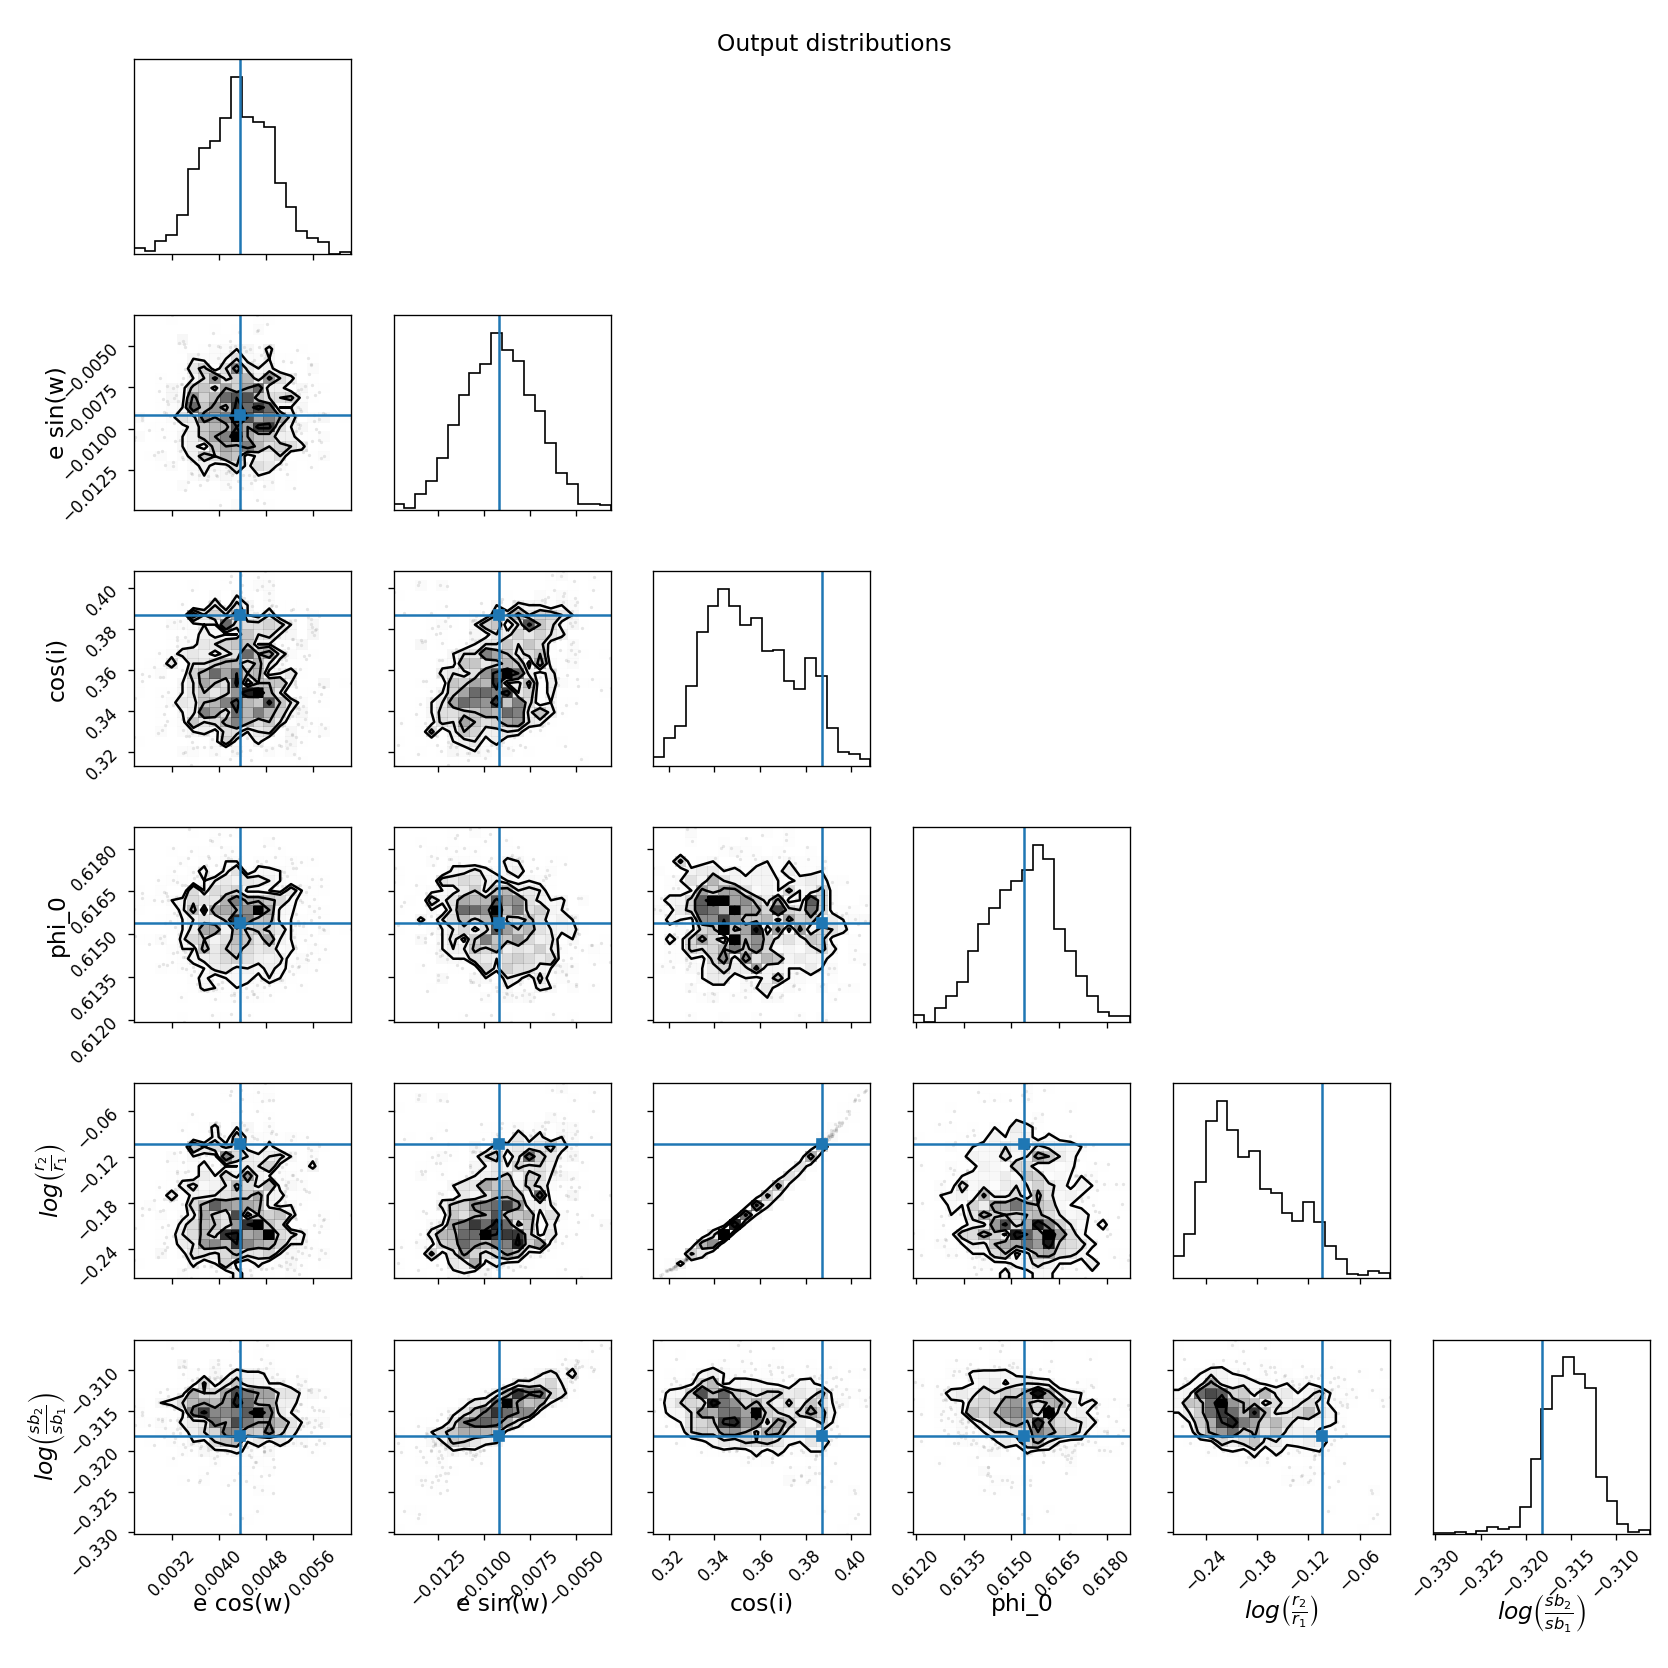 Output distributions
e sin(w)
−0.0050
−0.0075
−0.0100
−0.0125
cos(i)
0.40
0.38
0.36
0.34
0.32
phi_0
0.6180
0.6165
0.6150
0.6135
0.6120
log(r2/r1)
−0.06
−0.12
−0.18
−0.24
log(sb2/sb1)
−0.310
−0.315
−0.320
−0.325
−0.330
0.0032 0.0040 0.0048 0.0056
−0.0125 −0.0100 −0.0075 −0.0050
0.32 0.34 0.36 0.38 0.40
0.6120 0.6135 0.6150 0.6165 0.6180
−0.24 −0.18 −0.12 −0.06
−0.330 −0.325 −0.320 −0.315 −0.310
e cos(w) e sin(w) cos(i) phi_0 log(r2/r1) log(sb2/sb1)